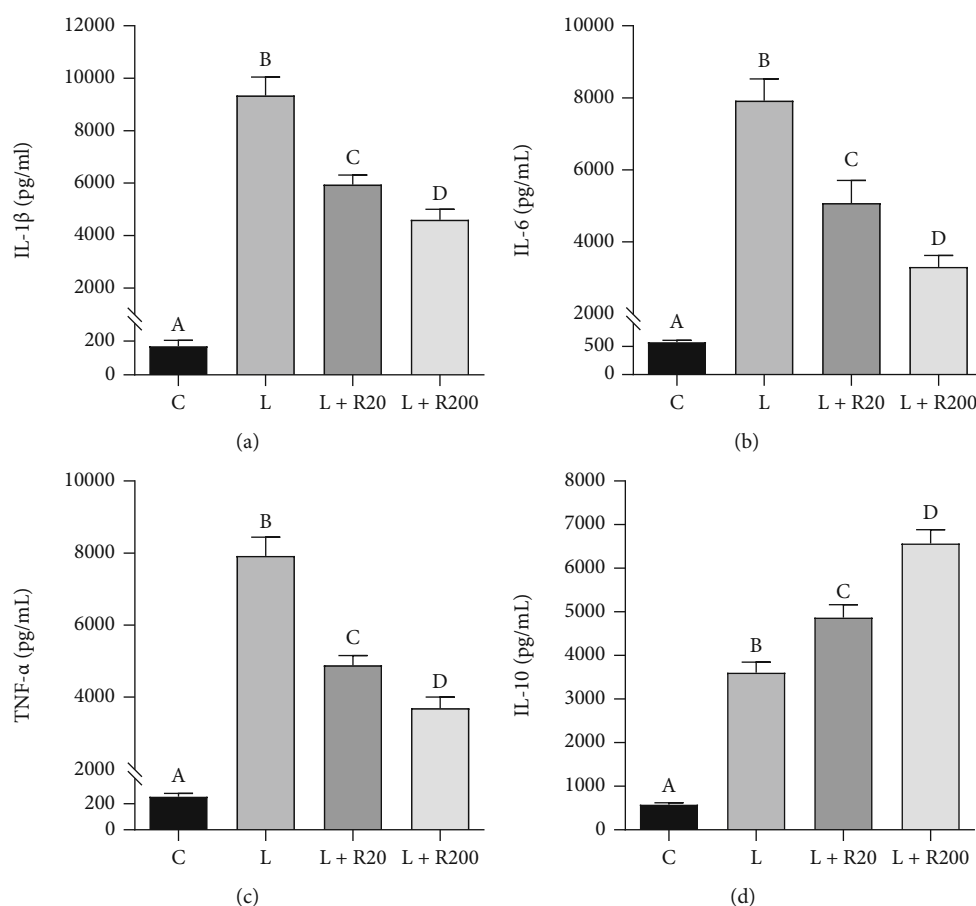 12000
10000
8000
6000
4000
2000
200
0
IL-1β (pg/ml)
A
B
C
D
C
L
L + R20
L + R200
(a)
10000
8000
6000
4000
2000
500
0
IL-6 (pg/mL)
A
B
C
D
C
L
L + R20
L + R200
(b)
10000
8000
6000
4000
2000
200
0
TNF-α (pg/mL)
A
B
C
D
C
L
L + R20
L + R200
(c)
8000
7000
6000
5000
4000
3000
2000
1000
0
IL-10 (pg/mL)
A
B
C
D
C
L
L + R20
L + R200
(d)